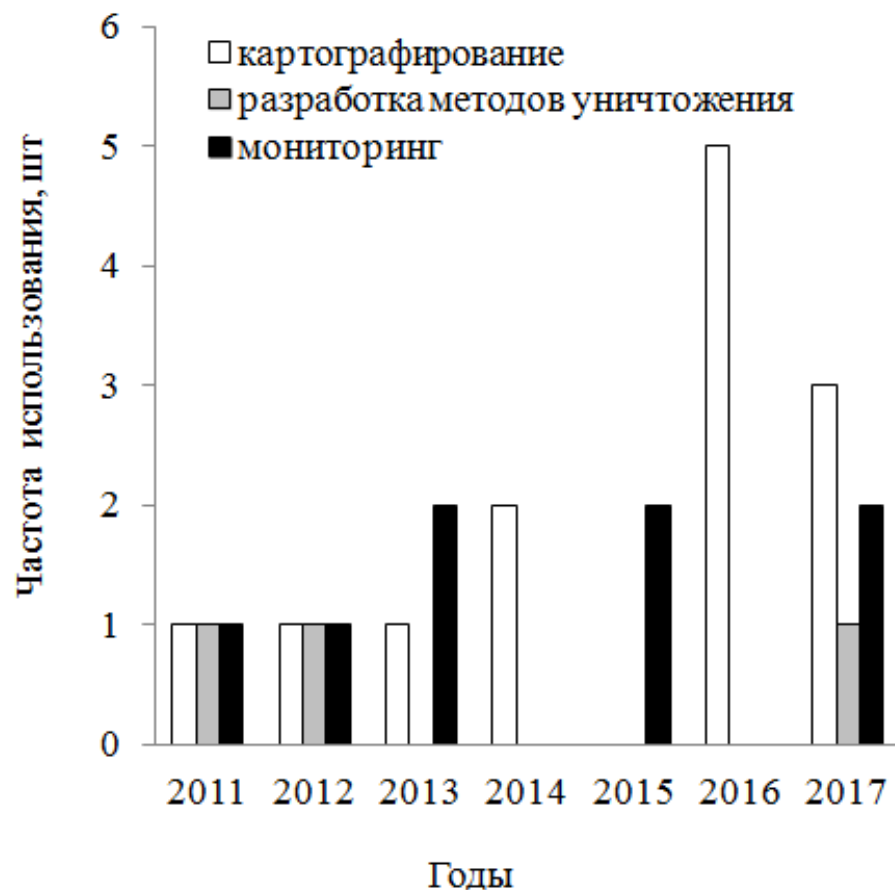 6
картографирование
разработка методов уничтожения
мониторинг
5
4
3
2
1
0
Частота использования, шт
2011 2012 2013 2014 2015 2016 2017
Годы